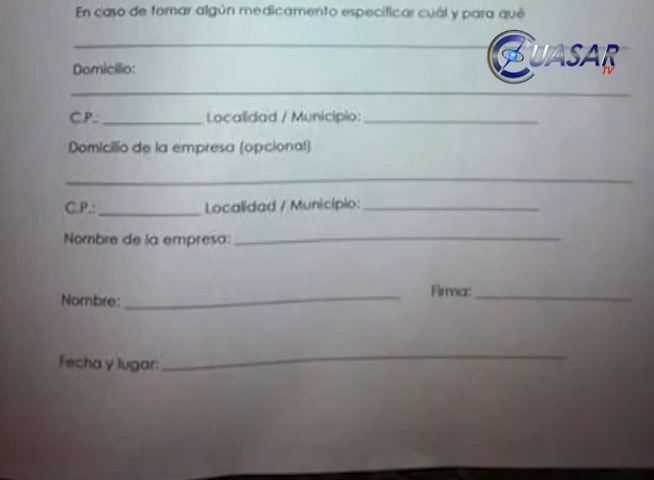 En caso de tomar algún medicamento especificar cuál y para qué
CUASAR TV
Domicilio:
C.P.: Localidad / Municipio:
Domicilio de la empresa (opcional)
C.P.: Localidad / Municipio:
Nombre de la empresa:
Nombre: Firma:
Fecha y lugar: